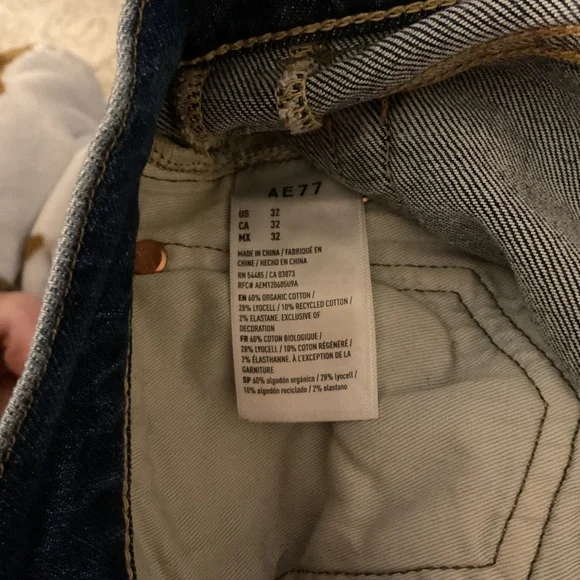 AE77
US 32
CA 32
MX 32
MADE IN CHINA / FABRIQUÉ EN
CHINE / HECHO EN CHINA
RN 54485 / CA 03873
RFC# AEM120605U9A
EN 60% ORGANIC COTTON /
28% LYOCELL / 10% RECYCLED COTTON /
2% ELASTANE. EXCLUSIVE OF
DECORATION
FR 60% COTON BIOLOGIQUE /
28% LYOCELL / 10% COTON RÉGÉNÉRÉ /
2% ÉLASTHANNE. À L'EXCEPTION DE LA
GARNITURE
SP 60% algodón orgánico / 28% lyocell /
10% algodón reciclado / 2% elastano